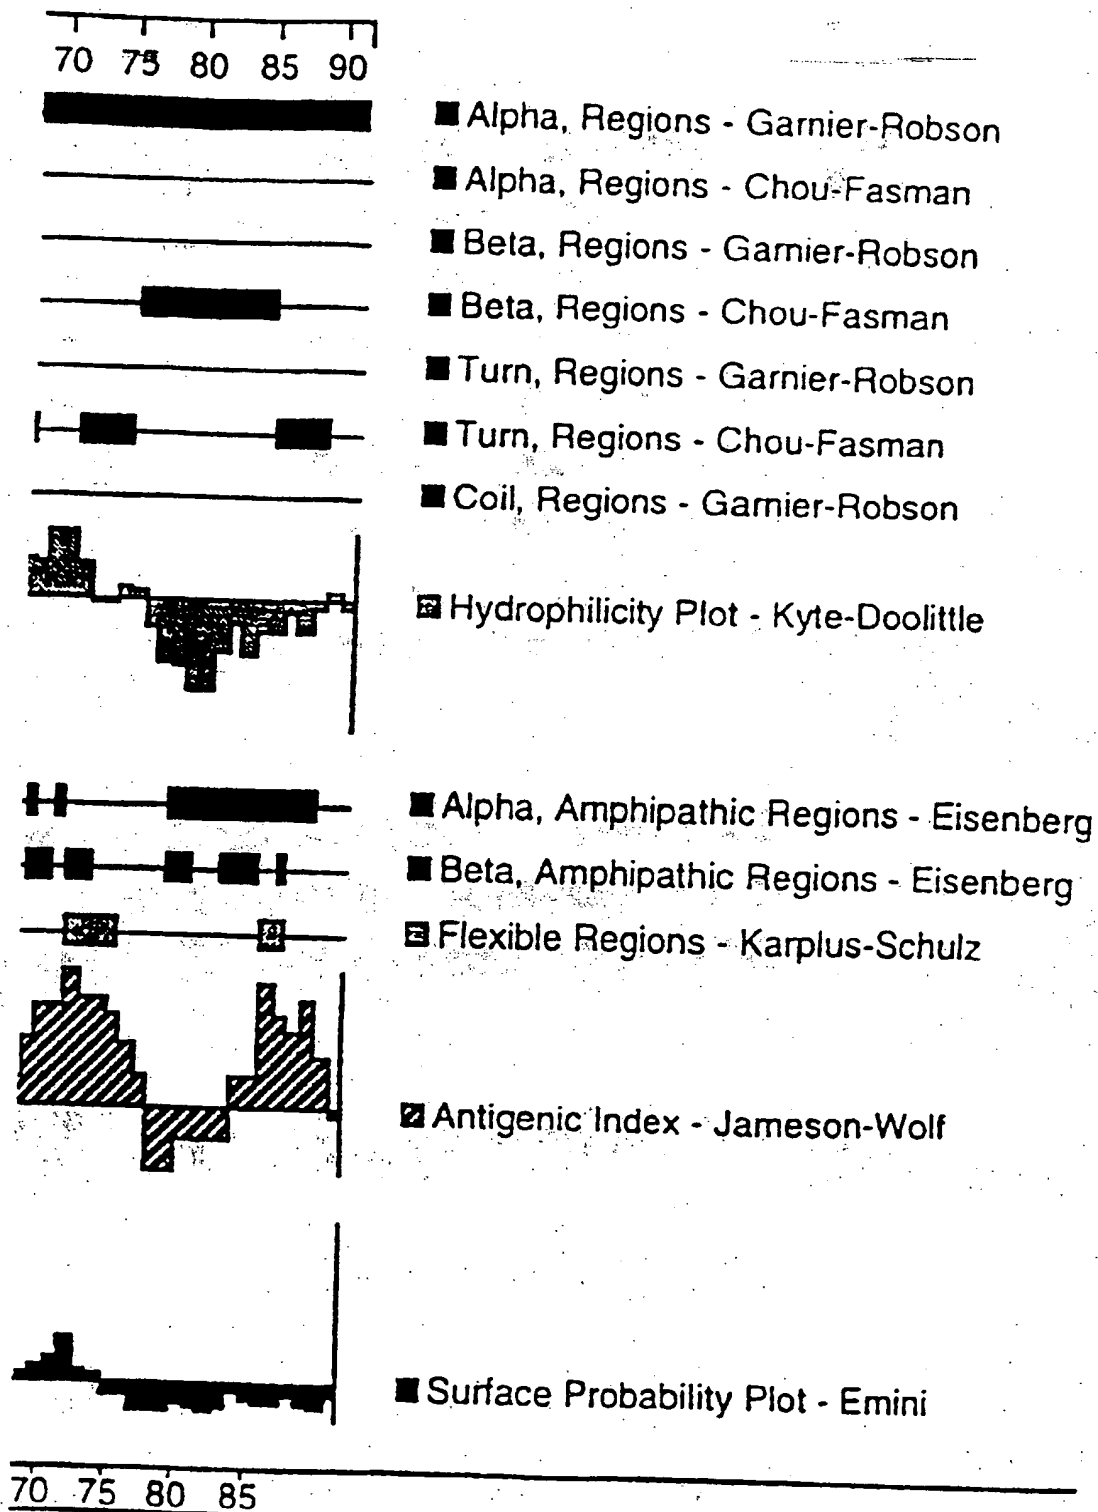 70 75 80 85 90
Alpha, Regions - Garnier-Robson
Alpha, Regions - Chou-Fasman
Beta, Regions - Garnier-Robson
Beta, Regions - Chou-Fasman
Turn, Regions - Garnier-Robson
Turn, Regions - Chou-Fasman
Coil, Regions - Garnier-Robson
Hydrophilicity Plot - Kyte-Doolittle
Alpha, Amphipathic Regions - Eisenberg
Beta, Amphipathic Regions - Eisenberg
Flexible Regions - Karplus-Schulz
Antigenic Index - Jameson-Wolf
Surface Probability Plot - Emini
70 75 80 85